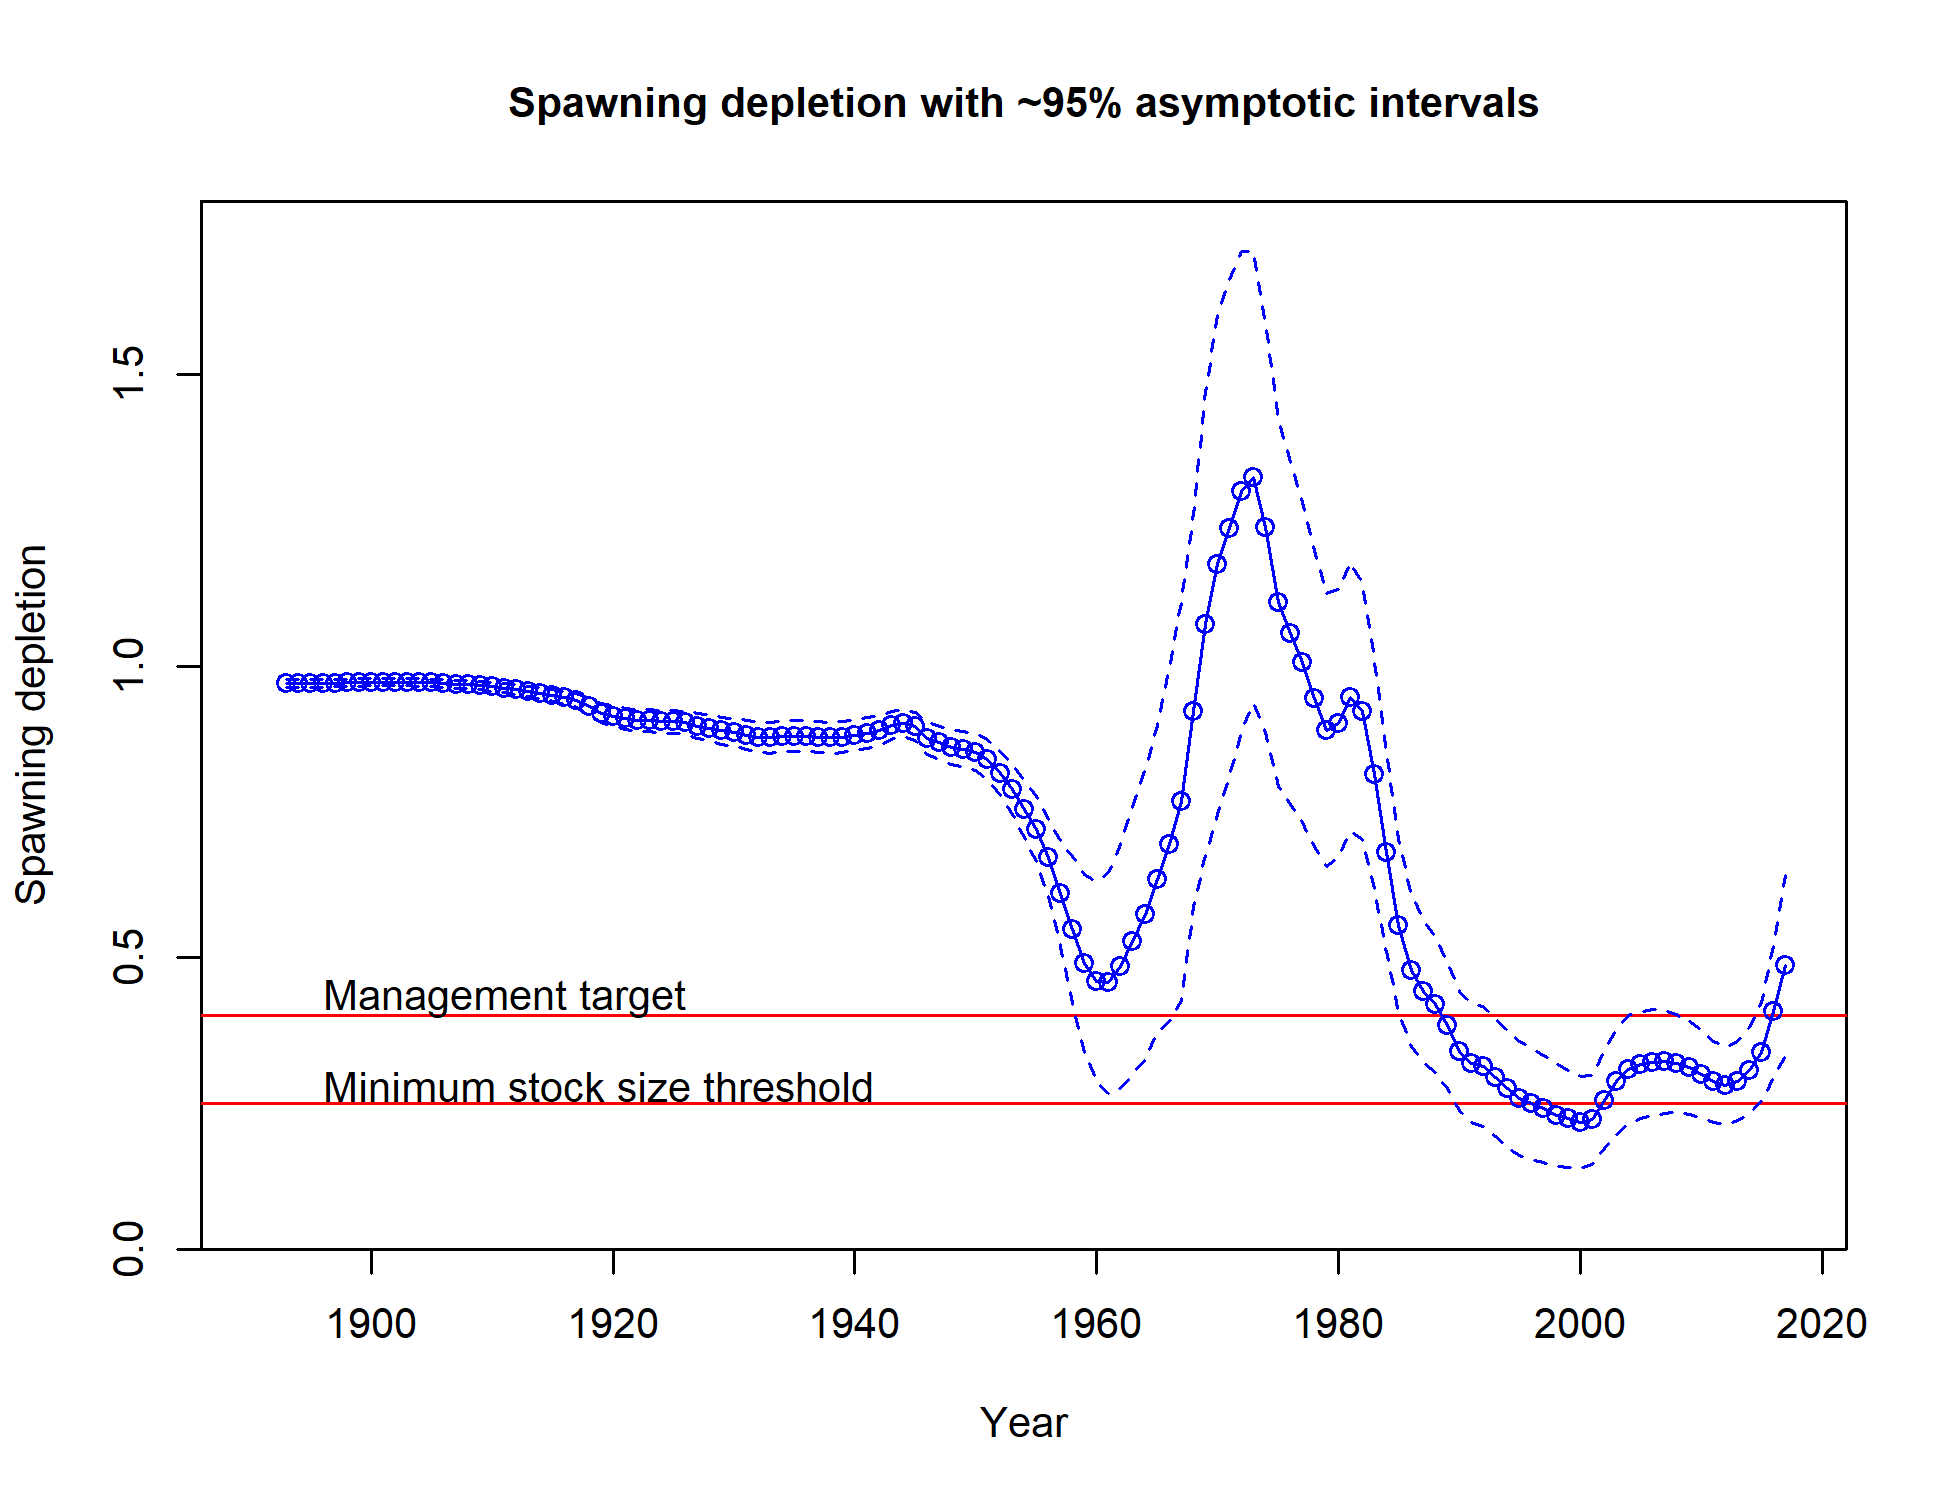 Spawning depletion with ~95% asymptotic intervals
Spawning depletion
1.5
1.0
0.5
0.0
Management target
Minimum stock size threshold
1900 1920 1940 1960 1980 2000 2020
Year